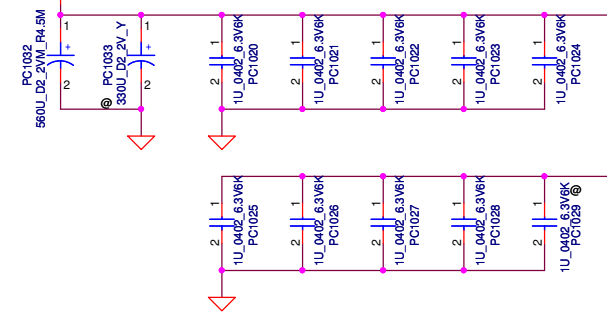 1
+
2
PC1032
560U_D2_2VM_R4.5M
1
+
2
@
PC1033
330U_D2_2V_Y
1
2
1U_0402_6.3V6K
PC1020
1
2
1U_0402_6.3V6K
PC1021
1
2
1U_0402_6.3V6K
PC1022
1
2
1U_0402_6.3V6K
PC1023
1
2
1U_0402_6.3V6K
PC1024
1
2
1U_0402_6.3V6K
PC1025
1
2
1U_0402_6.3V6K
PC1026
1
2
1U_0402_6.3V6K
PC1027
1
2
1U_0402_6.3V6K
PC1028
1
2
1U_0402_6.3V6K
PC1029
@